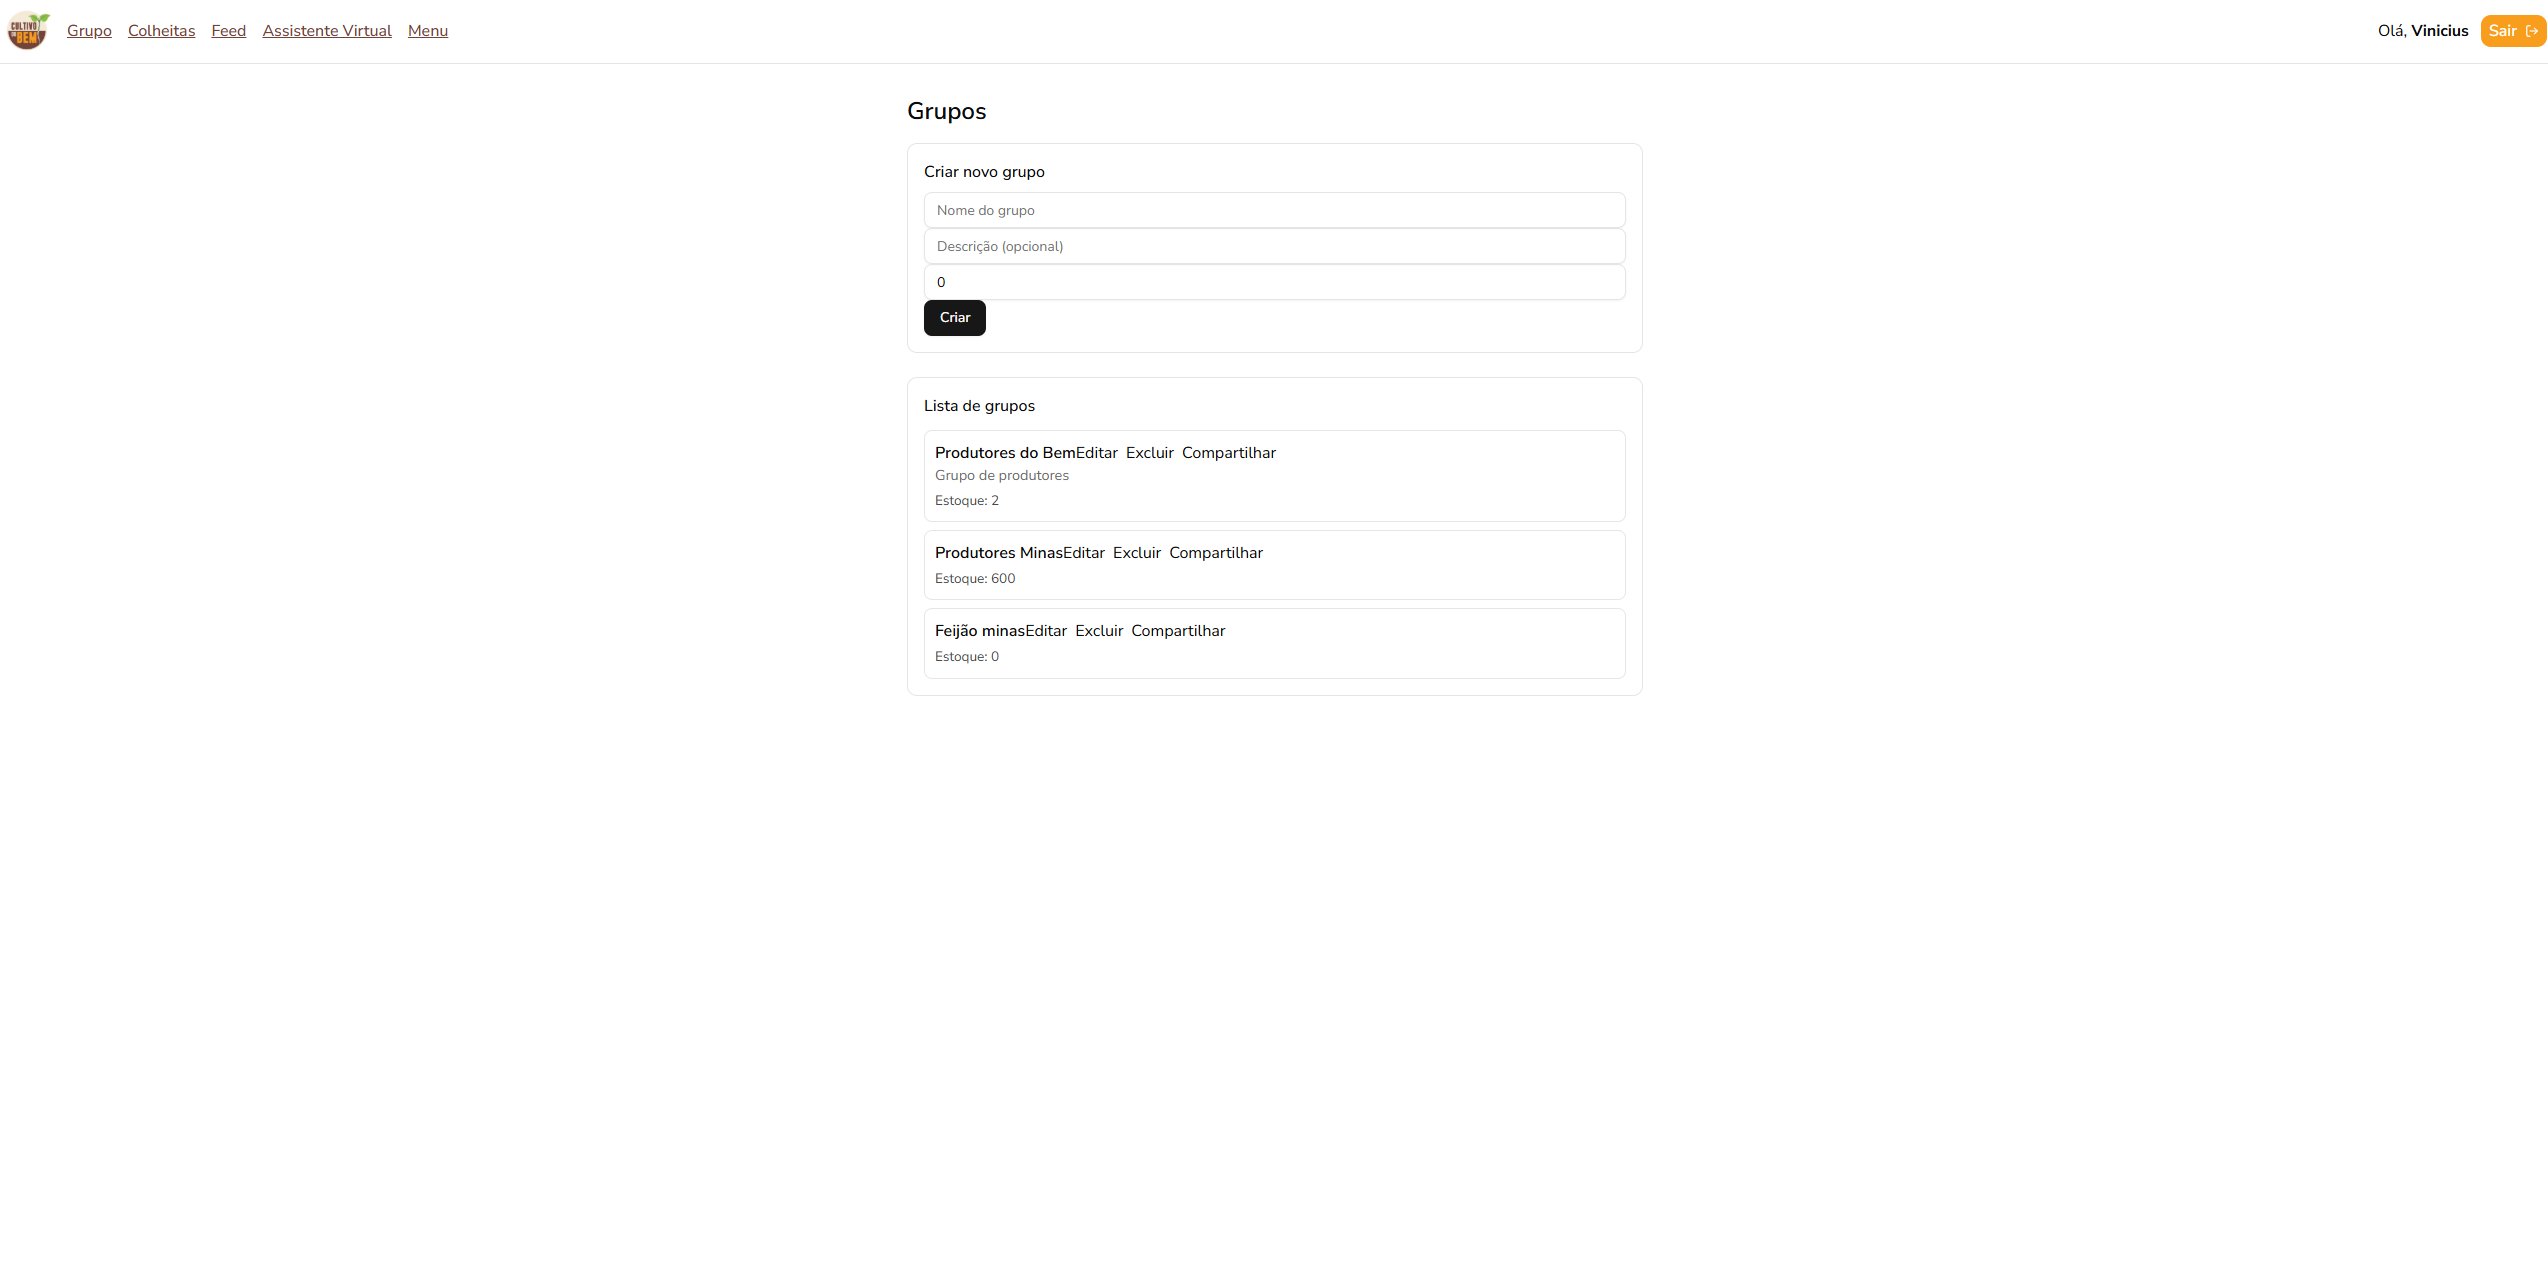 CULTIVO
DO
BEM
Grupo Colheitas Feed Assistente Virtual Menu
Olá, Vinicius Sair
Grupos
Criar novo grupo
Nome do grupo
Descrição (opcional)
0
Criar
Lista de grupos
Produtores do BemEditar Excluir Compartilhar
Grupo de produtores
Estoque: 2
Produtores MinasEditar Excluir Compartilhar
Estoque: 600
Feijão minasEditar Excluir Compartilhar
Estoque: 0